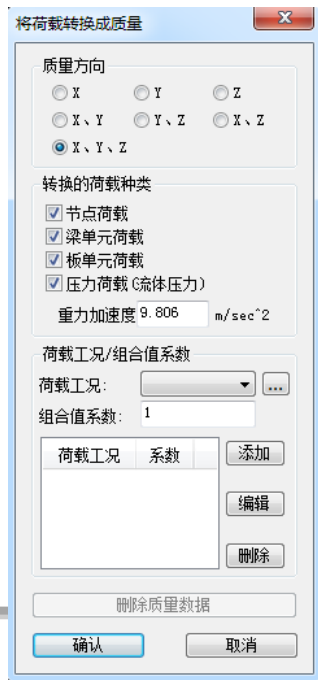 将荷载转换成质量
质量方向
X Y Z
X、Y Y、Z X、Z
X、Y、Z
转换的荷载种类
节点荷载
梁单元荷载
板单元荷载
压力荷载(流体压力)
重力加速度 9.806 m/sec^2
荷载工况/组合值系数
荷载工况: ...
组合值系数: 1
荷载工况 系数 添加
编辑
删除
删除质量数据
确认 取消